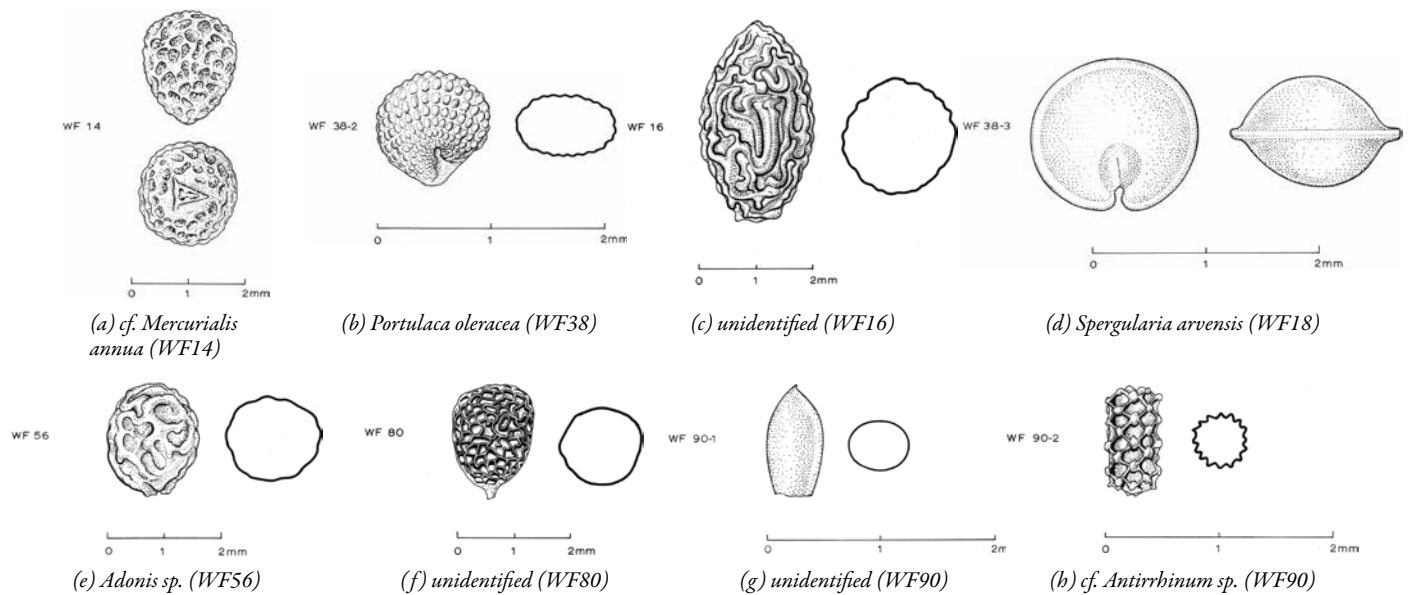 WF 14
0 1 2mm
(a) cf. Mercurialis
annua (WF14)
WF 38-2
0 1 2mm
(b) Portulaca oleracea (WF38)
WF 16
0 1 2mm
(c) unidentified (WF16)
WF 38-3
0 1 2mm
(d) Spergularia arvensis (WF18)
WF 56
0 1 2mm
(e) Adonis sp. (WF56)
WF 80
0 1 2mm
(f) unidentified (WF80)
WF 90-1
0 1 2m
(g) unidentified (WF90)
WF 90-2
0 1 2mm
(h) cf. Antirrhinum sp. (WF90)